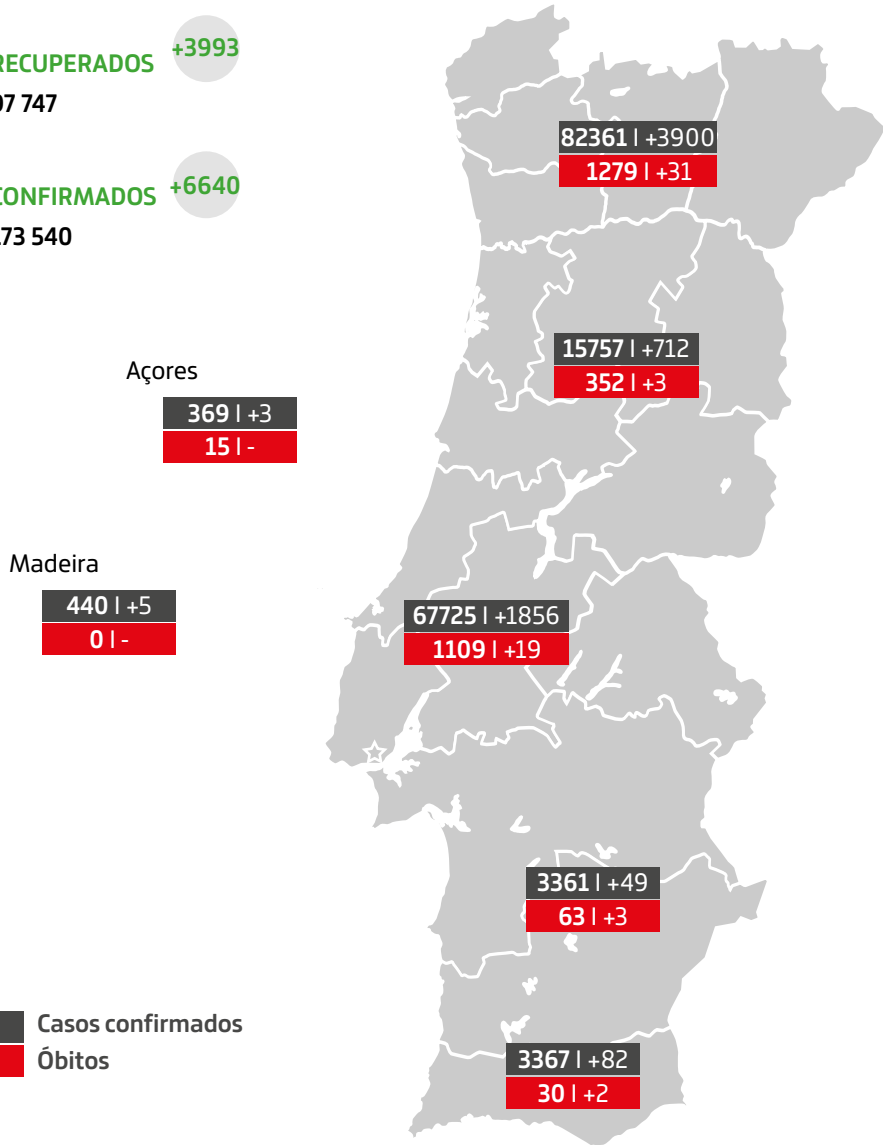 +3993
RECUPERADOS
07 747
+6640
CONFIRMADOS
173 540
82361 | +3900
1279 | +31
15757 | +712
352 | +3
Açores
369 | +3
15 | -
Madeira
440 | +5
0 | -
67725 | +1856
1109 | +19
3361 | +49
63 | +3
3367 | +82
30 | +2
Casos confirmados
Óbitos